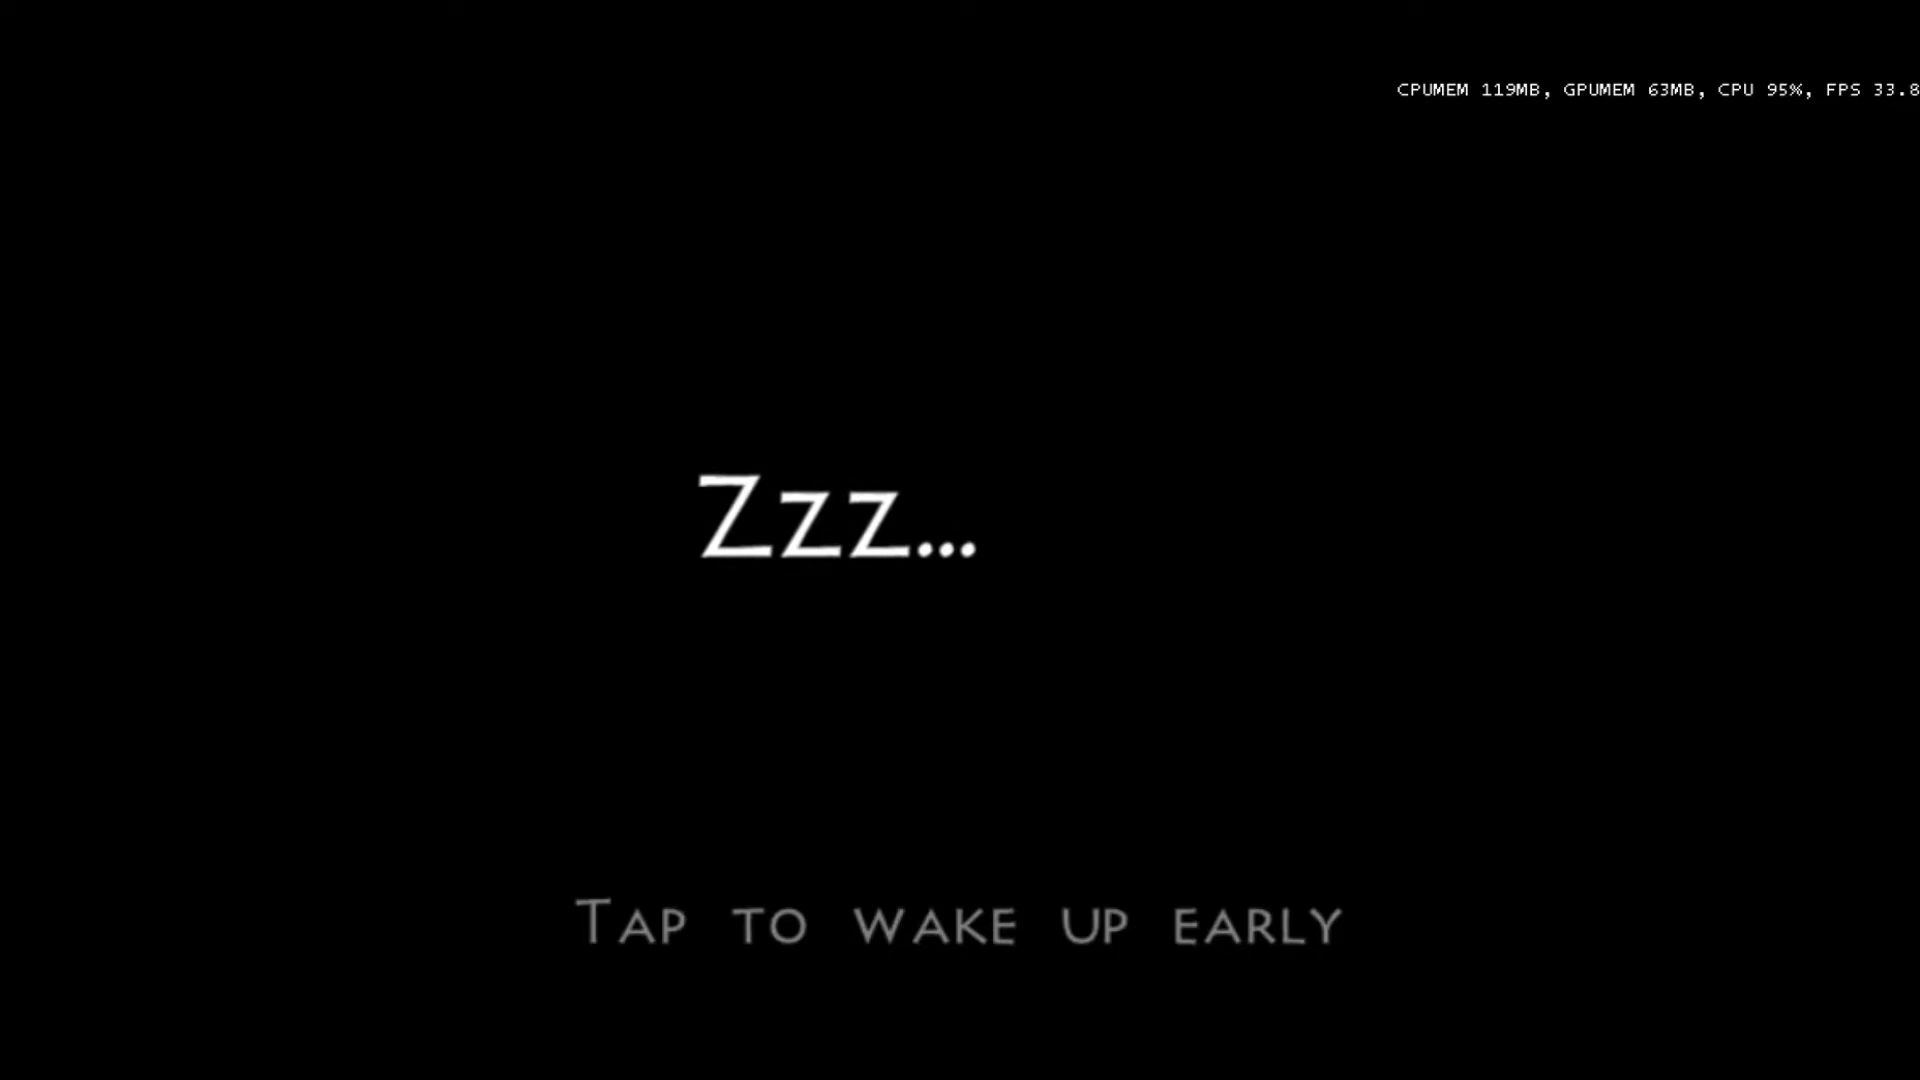 CPUMEM 119MB, GPUMEM 63MB, CPU 95%, FPS 33.8
Zzz...
TAP TO WAKE UP EARLY